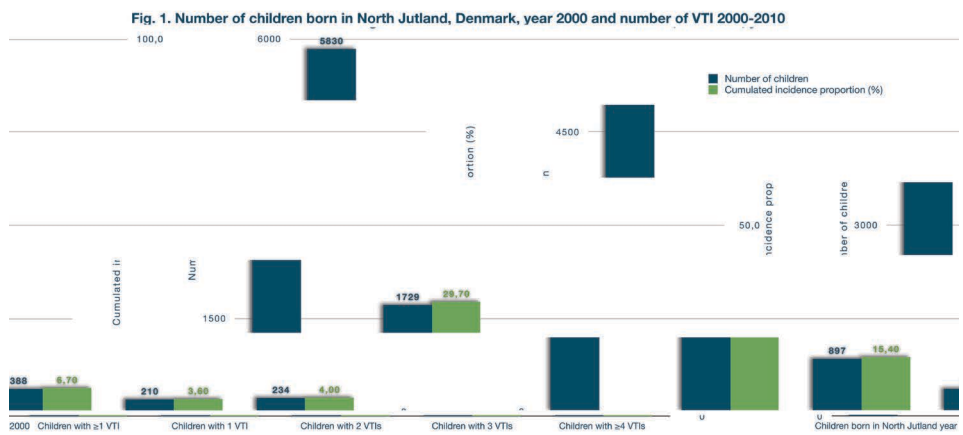 Fig. 1. Number of children born in North Jutland, Denmark, year 2000 and number of VTI 2000-2010
100,0
6000
5830
Number of children
Cumulated incidence proportion (%)
4500
ortion (%)
50,0
3000
Cumulated
1500
1729
29,70
897
15,40
388
6,70
210
3,60
234
4,00
2000
Children with ≥1 VTI
Children with 1 VTI
Children with 2 VTIs
Children with 3 VTIs
Children with ≥4 VTIs
Children born in North Jutland year